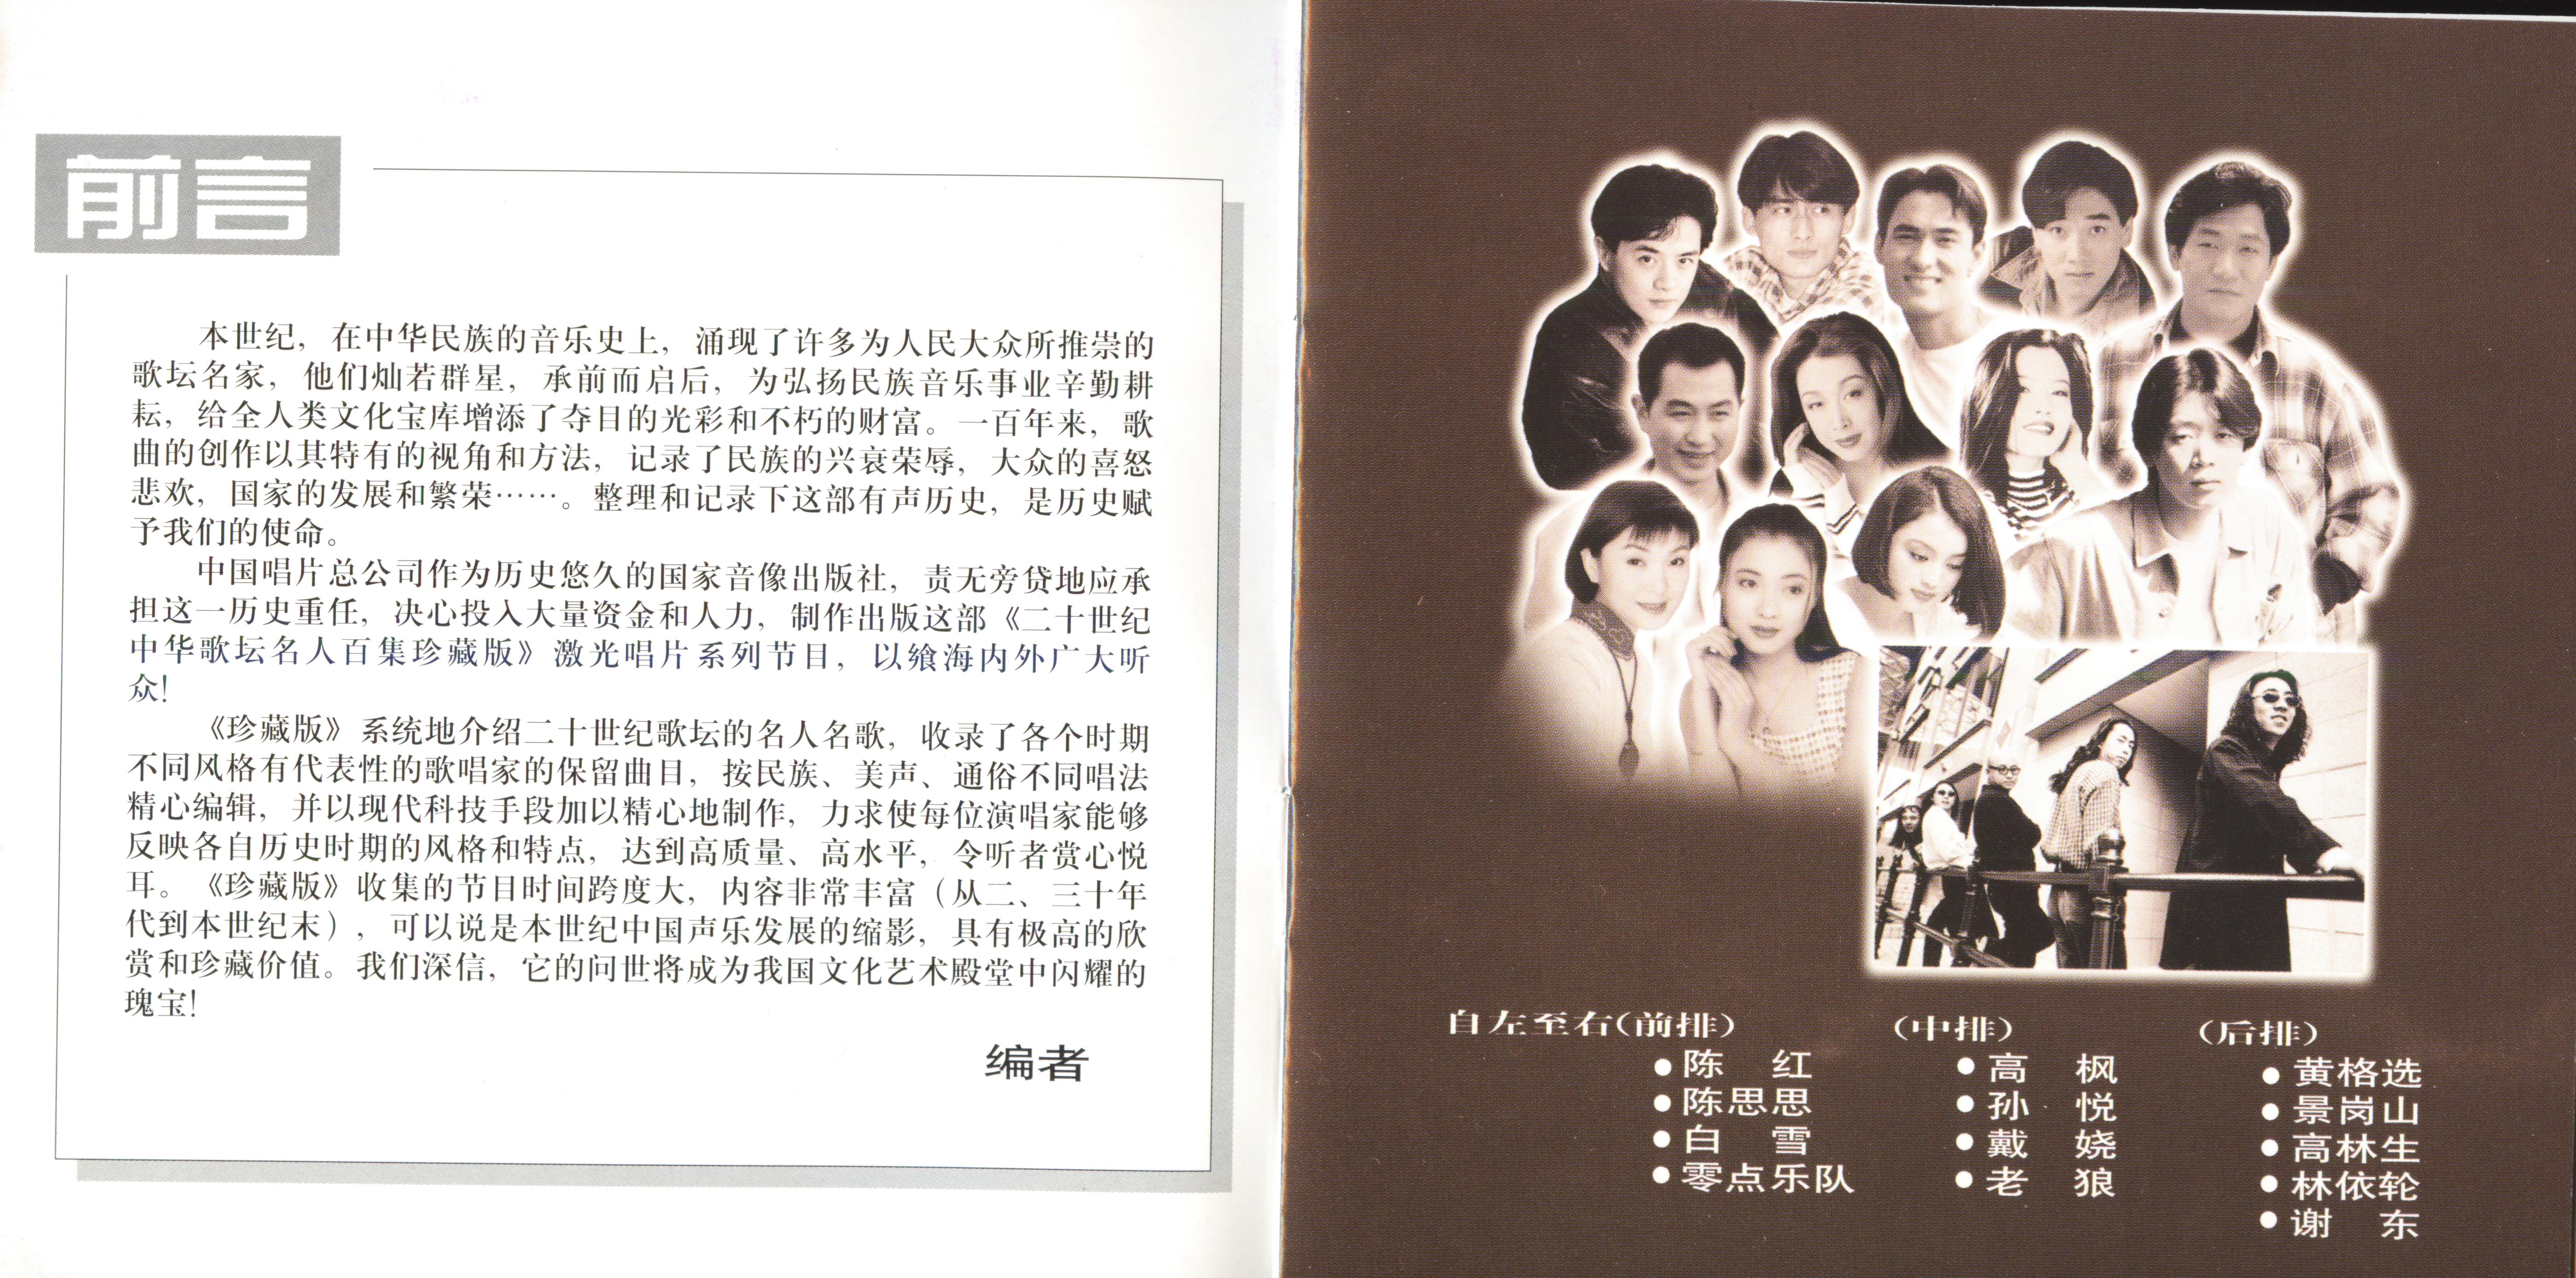 前言
本世纪，在中华民族的音乐史上，涌现了许多为人民大众所推崇的
歌坛名家，他们灿若群星，承前而启后，为弘扬民族音乐事业辛勤耕
耘，给全人类文化宝库增添了夺目的光彩和不朽的财富。一百年来，歌
曲的创作以其特有的视角和方法，记录了民族的兴衰荣辱，大众的喜怒
悲欢，国家的发展和繁荣……。整理和记录下这部有声历史，是历史赋
予我们的使命。
中国唱片总公司作为历史悠久的国家音像出版社，责无旁贷地应承
担这一历史重任，决心投入大量资金和人力，制作出版这部《二十世纪
中华歌坛名人百集珍藏版》激光唱片系列节目，以飨海内外广大听
众！
《珍藏版》系统地介绍二十世纪歌坛的名人名歌，收录了各个时期
不同风格有代表性的歌唱家的保留曲目，按民族、美声、通俗不同唱法
精心编辑，并以现代科技手段加以精心地制作，力求使每位演唱家能够
反映各自历史时期的风格和特点，达到高质量、高水平，令听者赏心悦
耳。《珍藏版》收集的节目时间跨度大，内容非常丰富（从二、三十年
代到本世纪末），可以说是本世纪中国声乐发展的缩影，具有极高的欣
赏和珍藏价值。我们深信，它的问世将成为我国文化艺术殿堂中闪耀的
瑰宝！
编者
自左至右（前排）
●陈　红
●陈思思
●白　雪
●零点乐队
（中排）
●高　枫
●孙　悦
●戴　娆
●老　狼
（后排）
●黄格选
●景岗山
●高林生
●林依轮
●谢　东